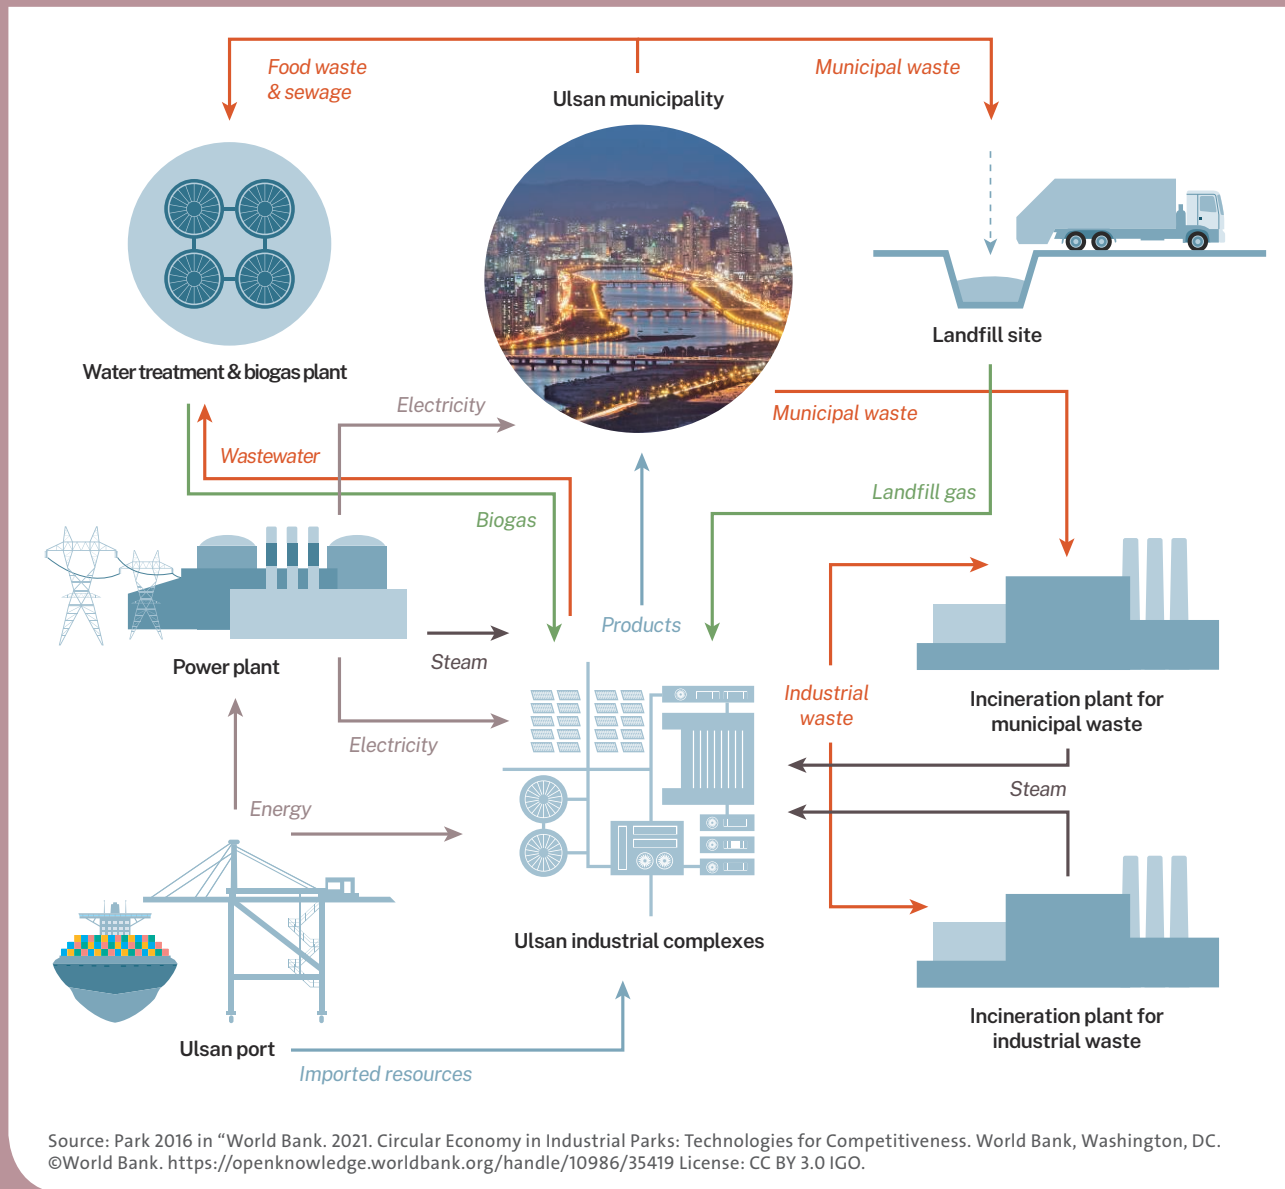 Food waste
& sewage
Municipal waste
Ulsan municipality
Landfill site
Water treatment & biogas plant
Electricity
Municipal waste
Wastewater
Landfill gas
Biogas
Products
Steam
Power plant
Industrial
waste
Incineration plant for
municipal waste
Electricity
Steam
Energy
Ulsan industrial complexes
Incineration plant for
industrial waste
Ulsan port
Imported resources
Source: Park 2016 in “World Bank. 2021. Circular Economy in Industrial Parks: Technologies for Competitiveness. World Bank, Washington, DC.
©World Bank. https://openknowledge.worldbank.org/handle/10986/35419 License: CC BY 3.0 IGO.